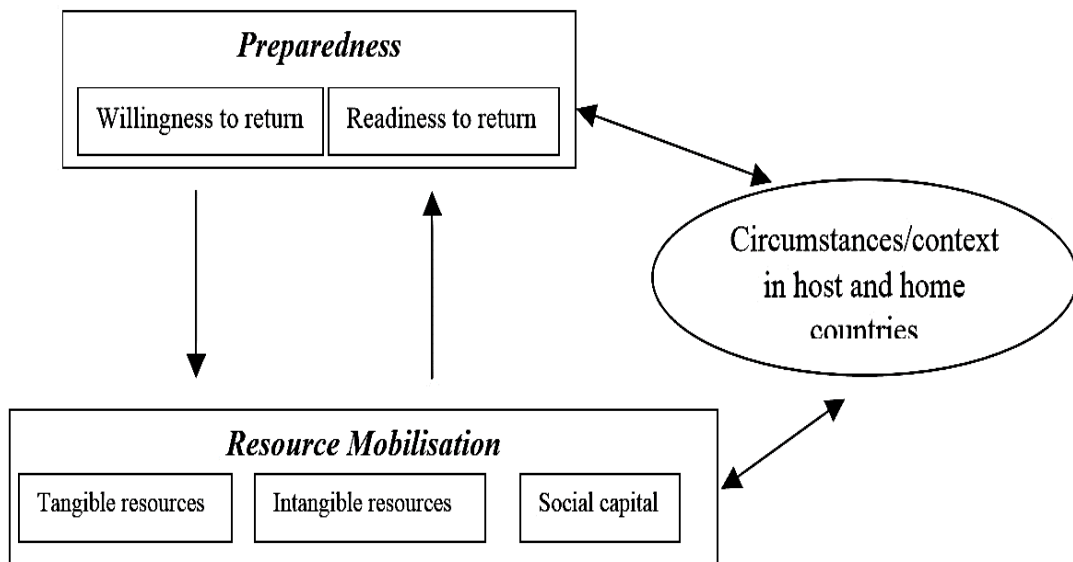 Preparedness
Willingness to return
Readiness to return
Circumstances/context
in host and home
countries
Resource Mobilisation
Tangible resources
Intangible resources
Social capital